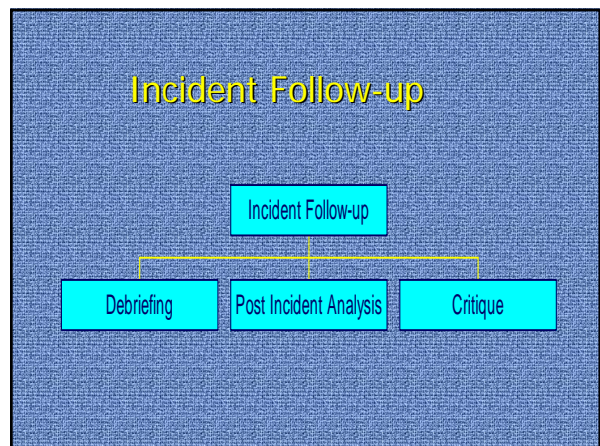 Incident Follow-up
Incident Follow-up
Debriefing
Post Incident Analysis
Critique